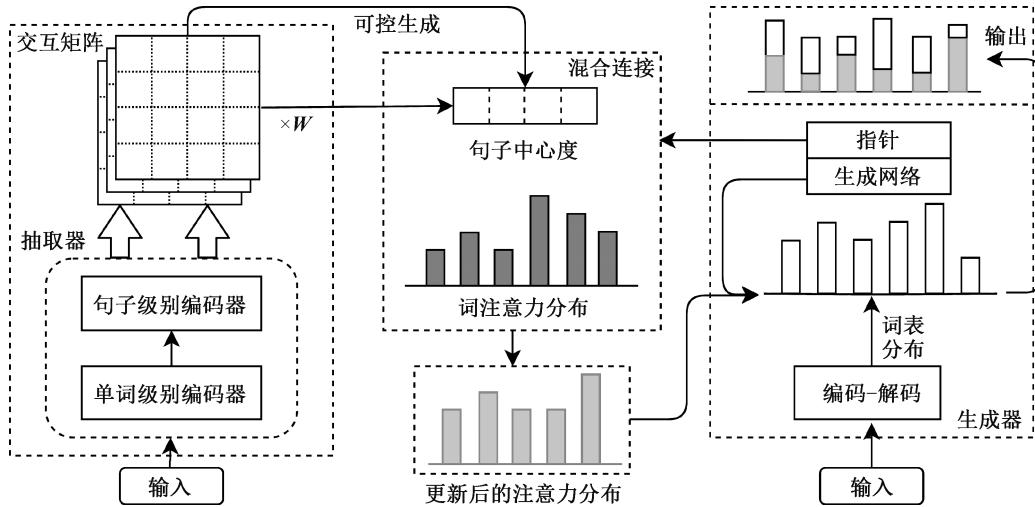 交互矩阵
可控生成
×W
抽取器
句子级别编码器
单词级别编码器
输入
混合连接
句子中心度
词注意力分布
更新后的注意力分布
输出
指针
生成网络
词表
分布
编码–解码
生成器
输入